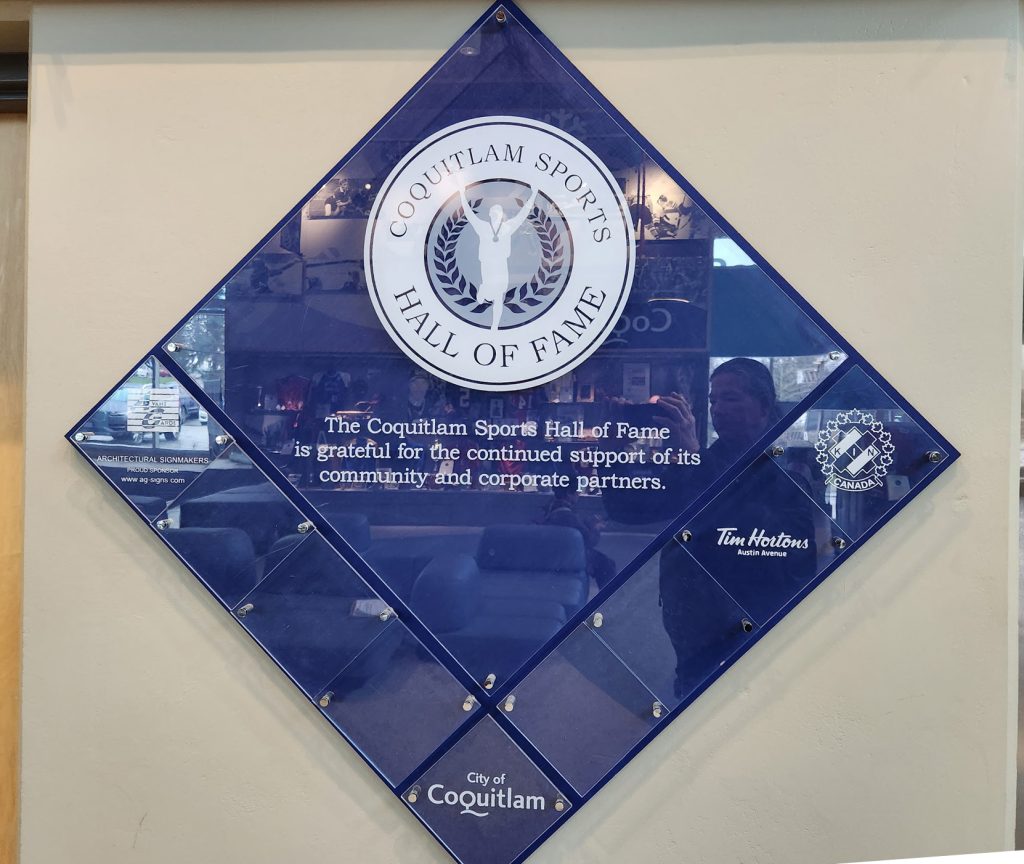 COQUITLAM SPORTS
HALL OF FAME
The Coquitlam Sports Hall of Fame
is grateful for the continued support of its
community and corporate partners.
ARCHITECTURAL SIGNMAKERS
PROUD SPONSOR
www.ag-signs.com
K I N
CANADA
Tim Hortons
Austin Avenue
City of
Coquitlam